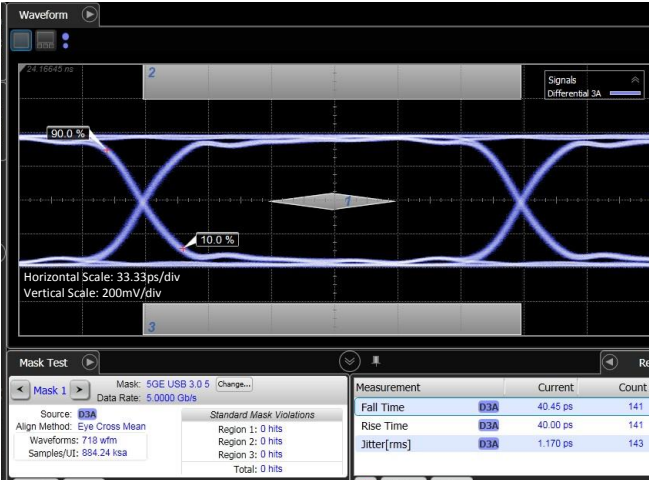 Waveform
24.16645 ns
2
Signals
Differential 3A
90.0 %
1
10.0 %
Horizontal Scale: 33.33ps/div
Vertical Scale: 200mV/div
3
Mask Test
Re
Mask 1
Mask: 5GE USB 3.0 5 Change...
Data Rate: 5.0000 Gb/s
Source: D3A
Align Method: Eye Cross Mean
Waveforms: 718 wfm
Samples/UI: 884.24 ksa
Standard Mask Violations
Region 1: 0 hits
Region 2: 0 hits
Region 3: 0 hits
Total: 0 hits
Measurement Current Count
Fall Time D3A 40.45 ps 141
Rise Time D3A 40.00 ps 141
Jitter[rms] D3A 1.170 ps 143